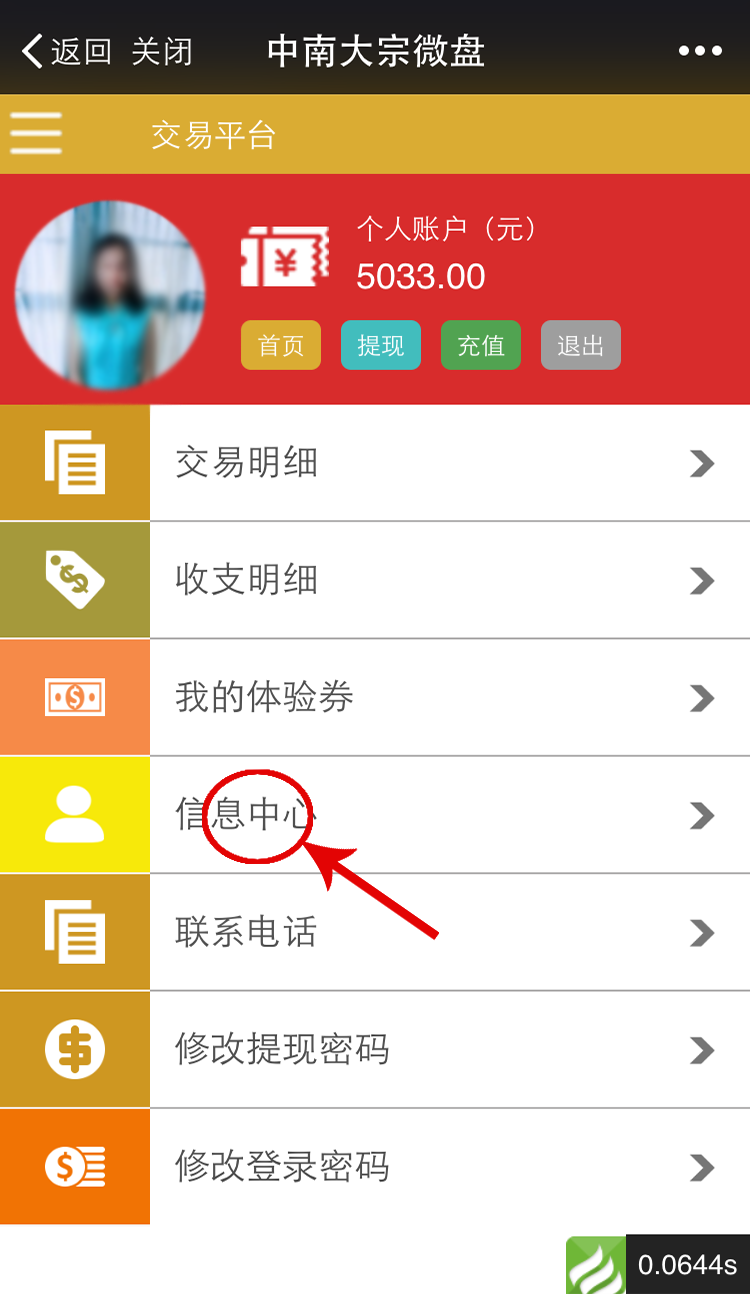 返回 关闭 中南大宗微盘
交易平台
个人账户（元）
5033.00
首页 提现 充值 退出
交易明细
收支明细
我的体验券
信息中心
联系电话
修改提现密码
修改登录密码
0.0644s